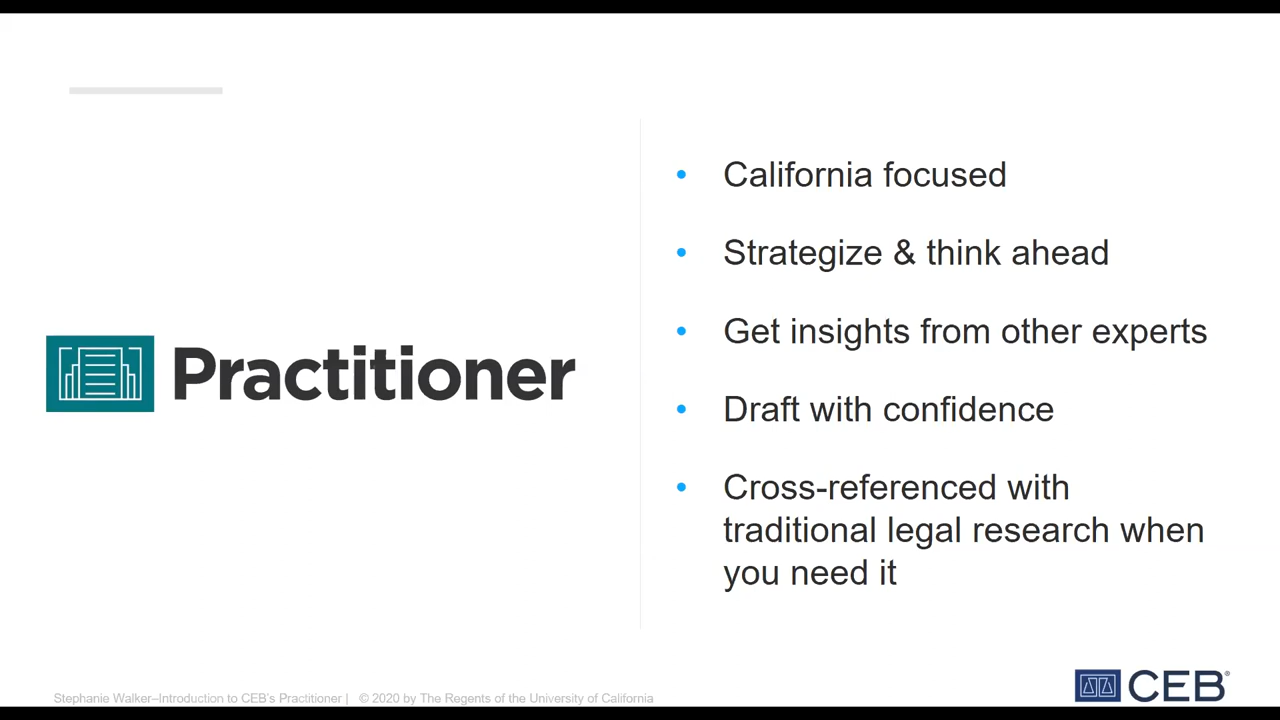 Practitioner
• California focused
• Strategize & think ahead
• Get insights from other experts
• Draft with confidence
• Cross-referenced with
traditional legal research when
you need it
Stephanie Walker–Introduction to CEB's Practitioner | © 2020 by The Regents of the University of California
CEB®